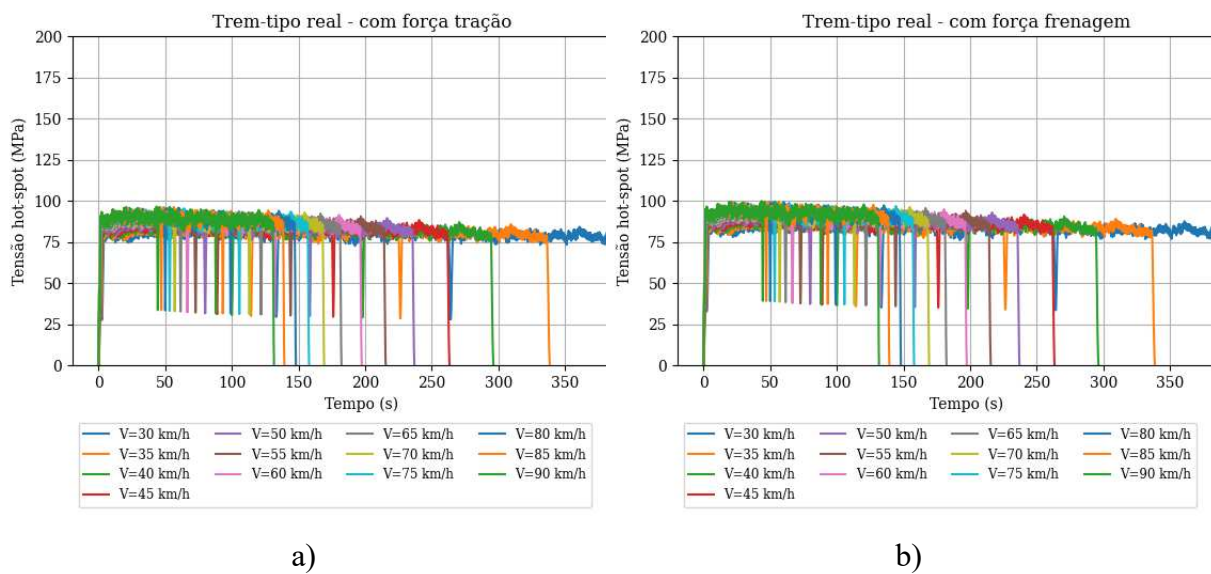 Trem-tipo real - com força tração
200
175
150
125
100
75
50
25
0
Tensão hot-spot (MPa)
0 50 100 150 200 250 300 350
Tempo (s)
V=30 km/h V=50 km/h V=65 km/h V=80 km/h
V=35 km/h V=55 km/h V=70 km/h V=85 km/h
V=40 km/h V=60 km/h V=75 km/h V=90 km/h
V=45 km/h
a)
Trem-tipo real - com força frenagem
200
175
150
125
100
75
50
25
0
Tensão hot-spot (MPa)
0 50 100 150 200 250 300 350
Tempo (s)
V=30 km/h V=50 km/h V=65 km/h V=80 km/h
V=35 km/h V=55 km/h V=70 km/h V=85 km/h
V=40 km/h V=60 km/h V=75 km/h V=90 km/h
V=45 km/h
b)